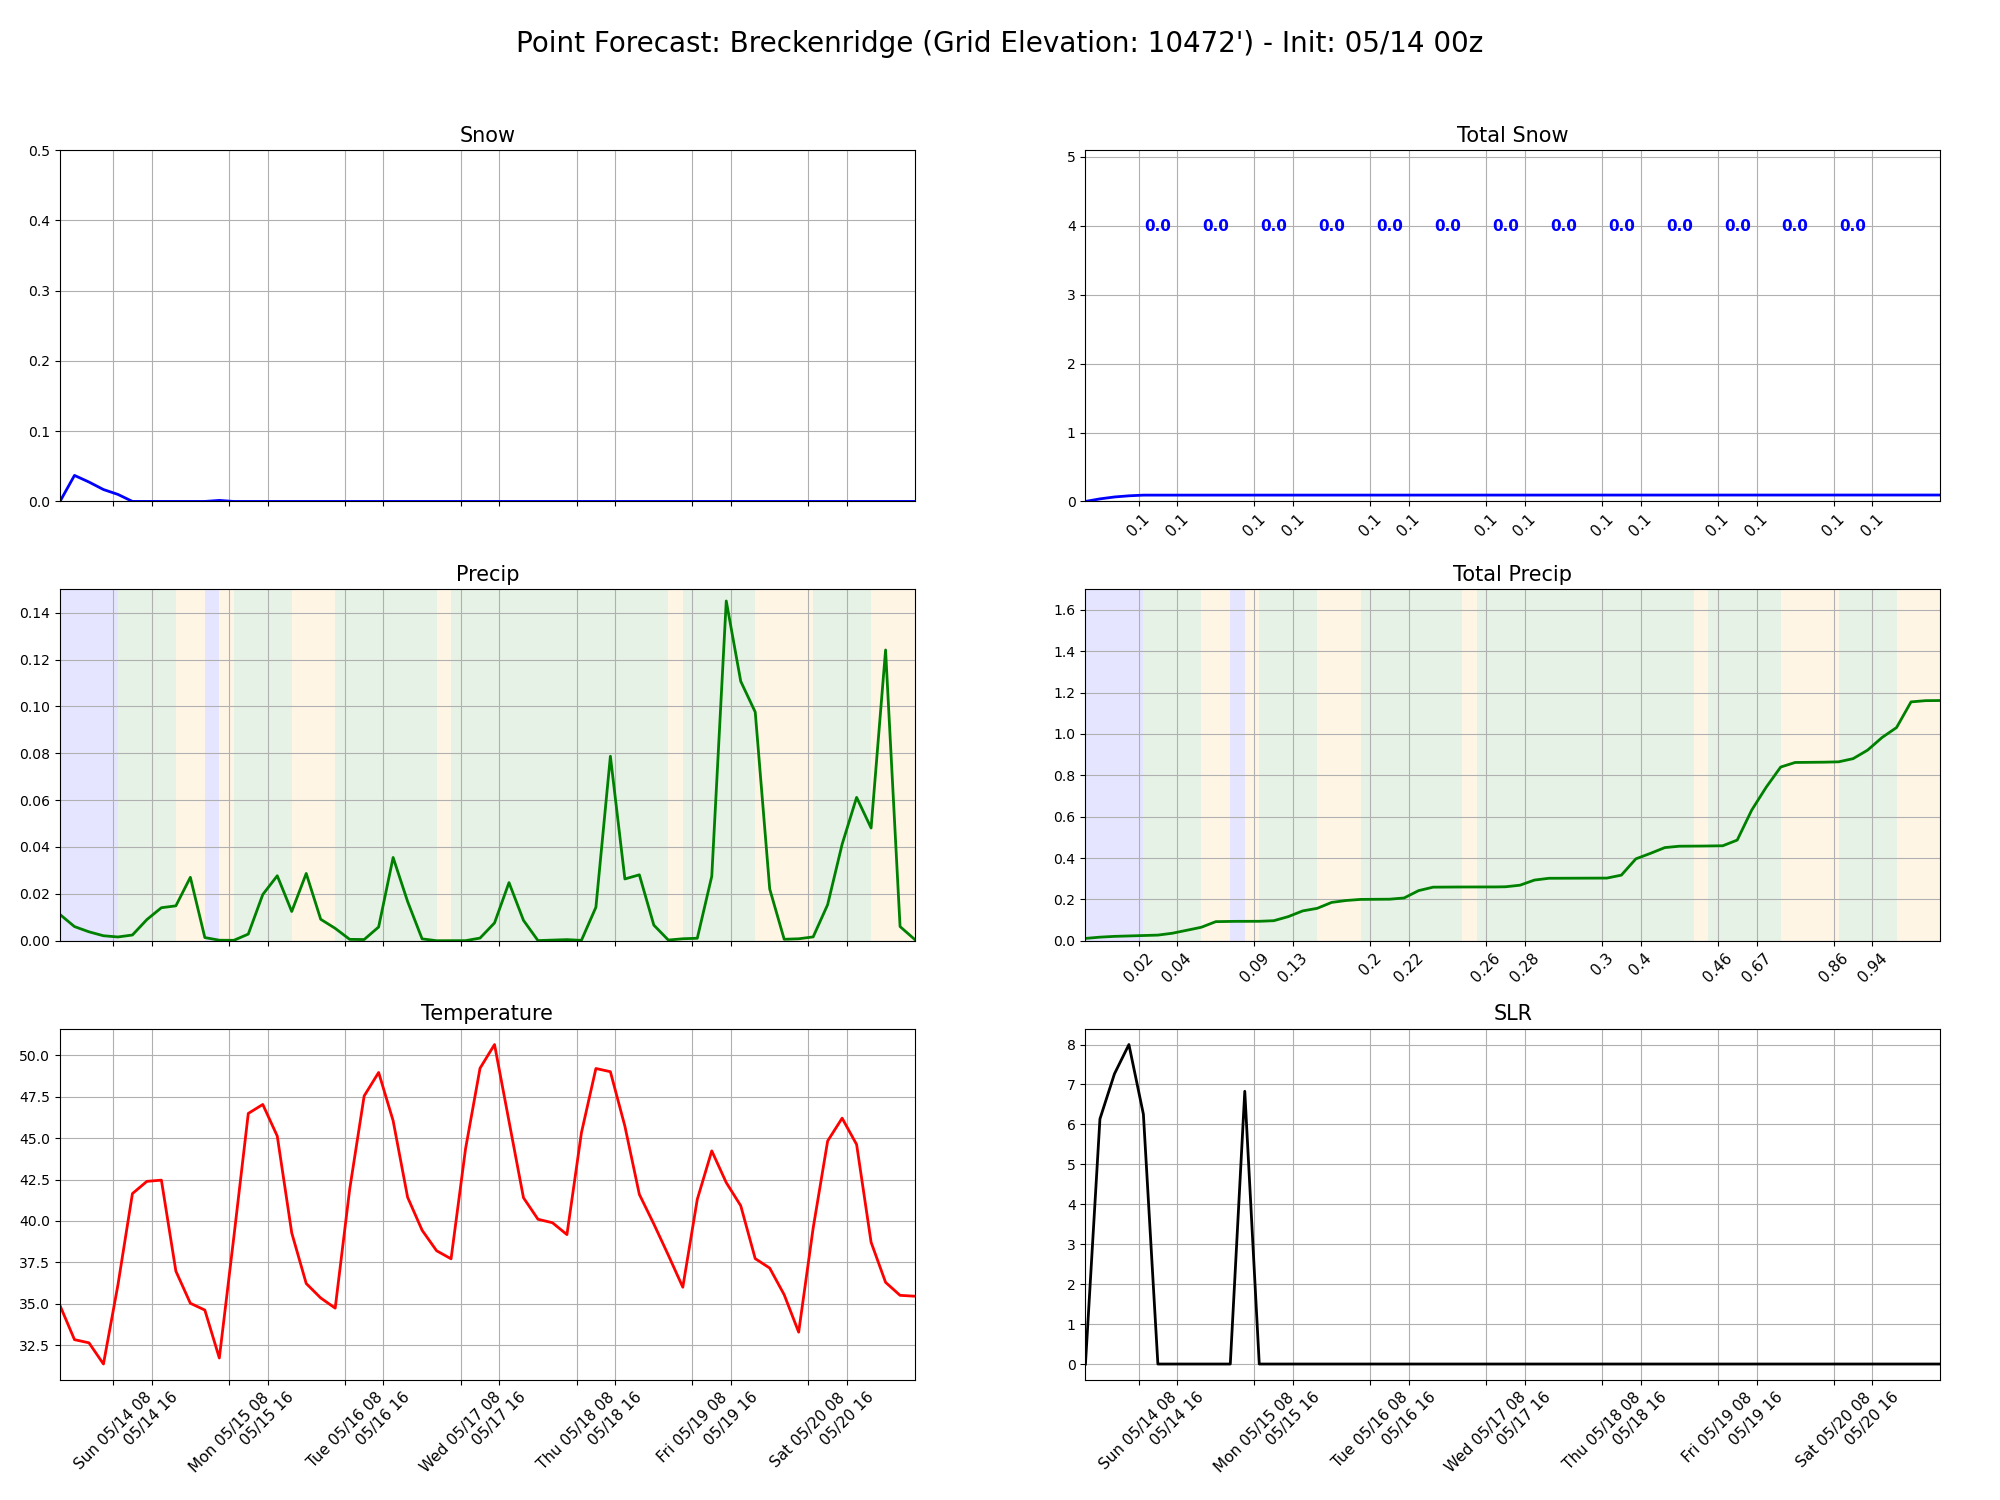 Point Forecast: Breckenridge (Grid Elevation: 10472') - Init: 05/14 00z
Snow
0.5
0.4
0.3
0.2
0.1
0.0
Total Snow
5
4
3
2
1
0
0.0 0.0 0.0 0.0 0.0 0.0 0.0 0.0 0.0 0.0 0.0 0.0 0.0
0.1 0.1 0.1 0.1 0.1 0.1 0.1 0.1 0.1 0.1 0.1 0.1 0.1 0.1
Precip
0.14
0.12
0.10
0.08
0.06
0.04
0.02
0.00
Total Precip
1.6
1.4
1.2
1.0
0.8
0.6
0.4
0.2
0.0
0.02 0.04 0.09 0.13 0.2 0.22 0.26 0.28 0.3 0.4 0.46 0.67 0.86 0.94
Temperature
50.0
47.5
45.0
42.5
40.0
37.5
35.0
32.5
Sun 05/14 08
05/14 16
Mon 05/15 08
05/15 16
Tue 05/16 08
05/16 16
Wed 05/17 08
05/17 16
Thu 05/18 08
05/18 16
Fri 05/19 08
05/19 16
Sat 05/20 08
05/20 16
SLR
8
7
6
5
4
3
2
1
0
Sun 05/14 08
05/14 16
Mon 05/15 08
05/15 16
Tue 05/16 08
05/16 16
Wed 05/17 08
05/17 16
Thu 05/18 08
05/18 16
Fri 05/19 08
05/19 16
Sat 05/20 08
05/20 16